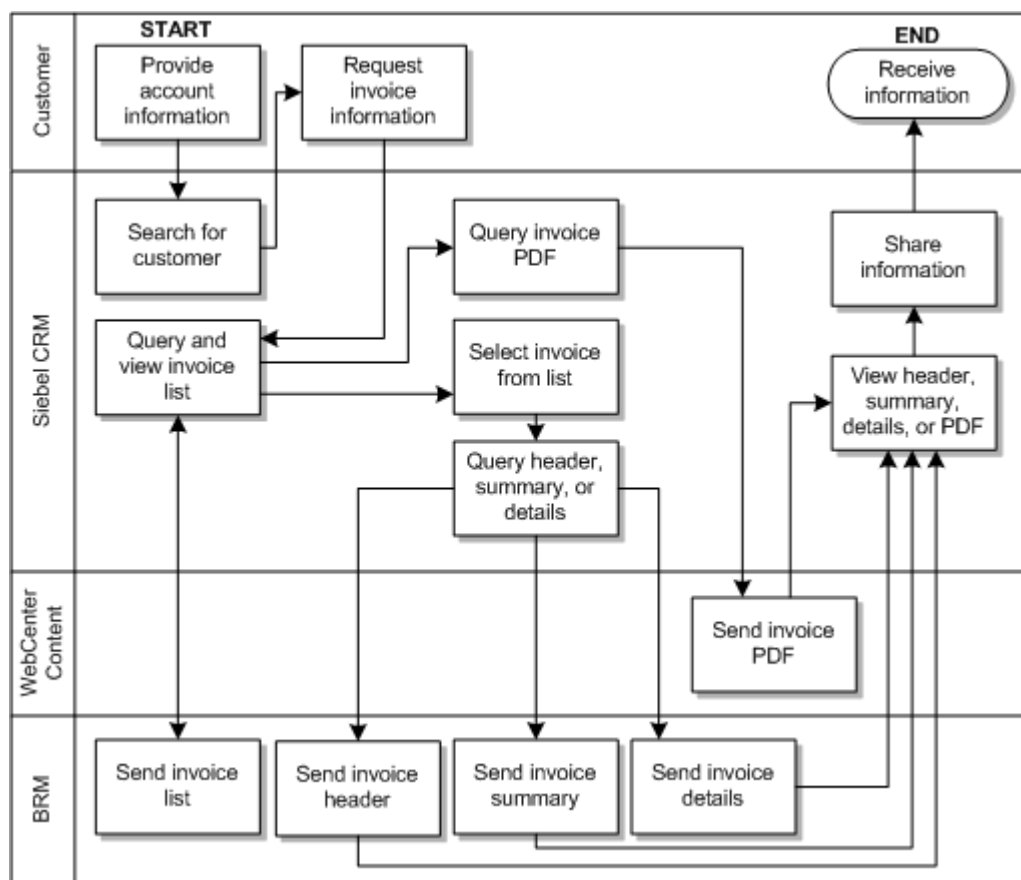 START
END
Customer
Provide
account
information
Request
invoice
information
Receive
information
Siebel CRM
Search for
customer
Query invoice
PDF
Share
information
Query and
view invoice
list
Select invoice
from list
View header,
summary,
details, or PDF
Query header,
summary, or
details
WebCenter
Content
Send invoice
PDF
BRM
Send invoice
list
Send invoice
header
Send invoice
summary
Send invoice
details